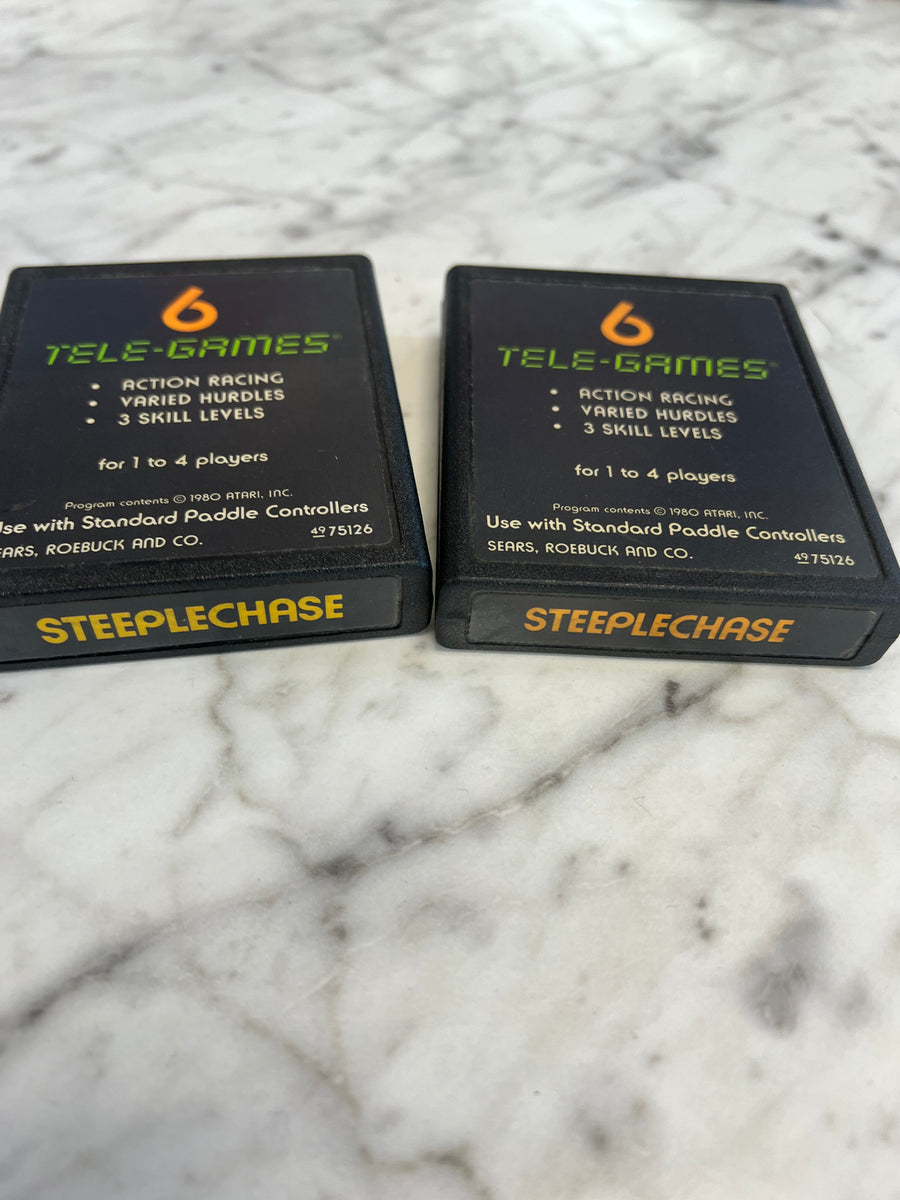 6
TELE-GAMES
• ACTION RACING
• VARIED HURDLES
• 3 SKILL LEVELS
for 1 to 4 players
Program contents © 1980 ATARI, INC.
Use with Standard Paddle Controllers
SEARS, ROEBUCK AND CO. 49 75126
STEEPLECHASE
6
TELE-GAMES
• ACTION RACING
• VARIED HURDLES
• 3 SKILL LEVELS
for 1 to 4 players
Program contents © 1980 ATARI, INC.
Use with Standard Paddle Controllers
SEARS, ROEBUCK AND CO. 49 75126
STEEPLECHASE